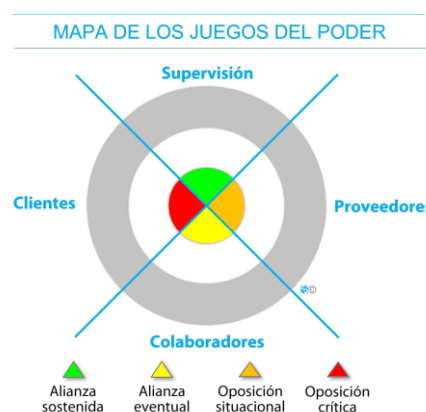 MAPA DE LOS JUEGOS DEL PODER
Supervisión
Clientes
Proveedores
©
Colaboradores
Alianza sostenida
Alianza eventual
Oposición situacional
Oposición crítica